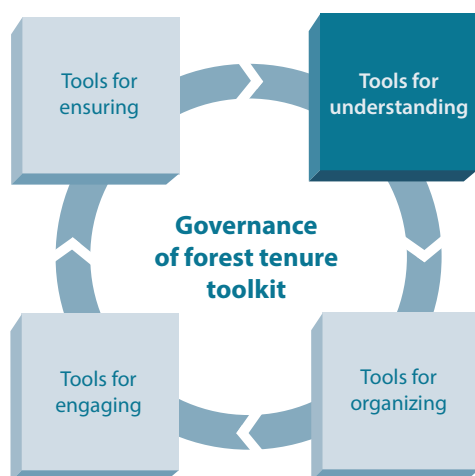 Tools for
ensuring
Tools for
understanding
Governance
of forest tenure
toolkit
Tools for
engaging
Tools for
organizing